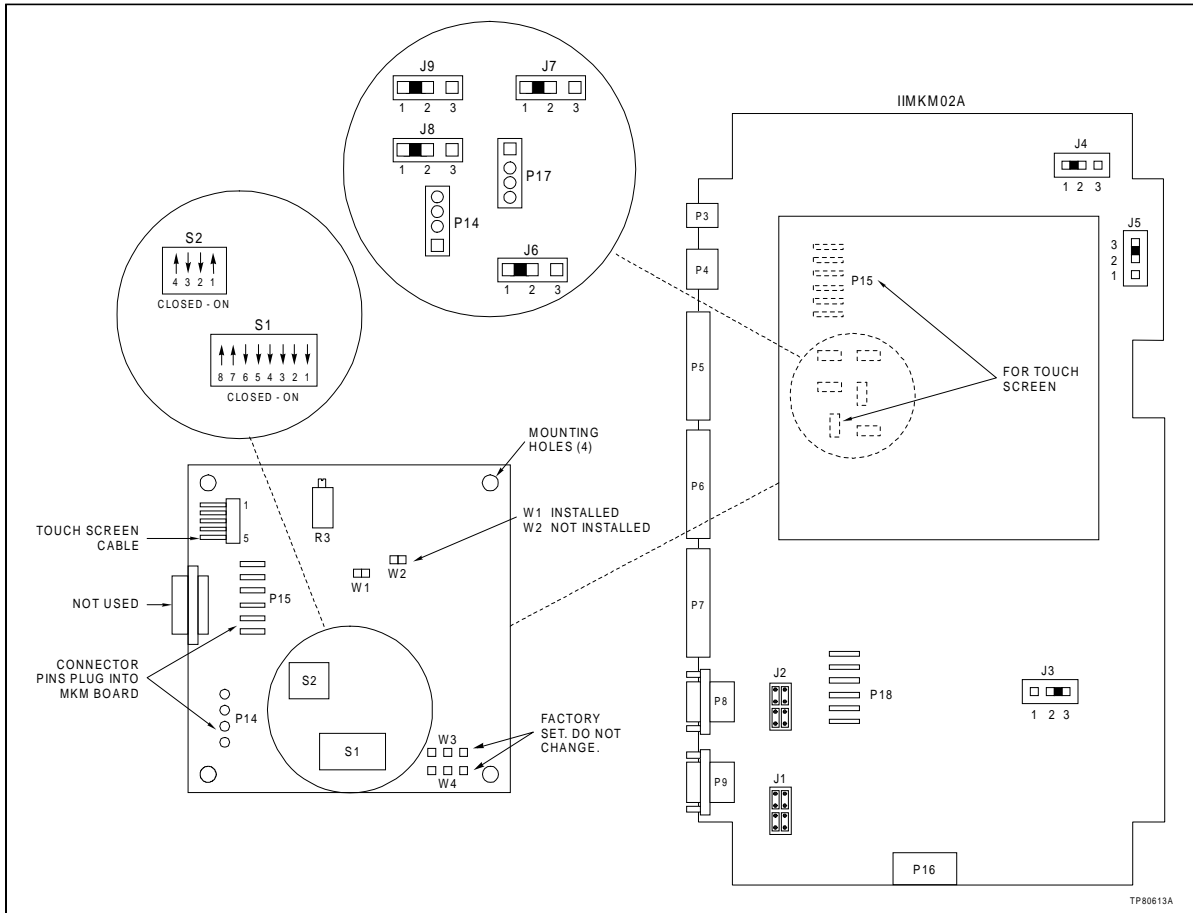 J9
1 2 3
J7
1 2 3
J8
1 2 3
P17
P14
J6
1 2 3
S2
4 3 2 1
CLOSED - ON
S1
8 7 6 5 4 3 2 1
CLOSED - ON
IIMKM02A
J4
1 2 3
J5
3
2
1
P3
P4
P15
P5
FOR TOUCH
SCREEN
P6
P7
MOUNTING
HOLES (4)
W1 INSTALLED
W2 NOT INSTALLED
TOUCH SCREEN
CABLE
1
5
R3
W2
W1
NOT USED
P15
CONNECTOR
PINS PLUG INTO
MKM BOARD
S2
P14
S1
FACTORY
SET. DO NOT
CHANGE.
W3
W4
J2
P18
J3
1 2 3
P8
P9
J1
P16
TP80613A